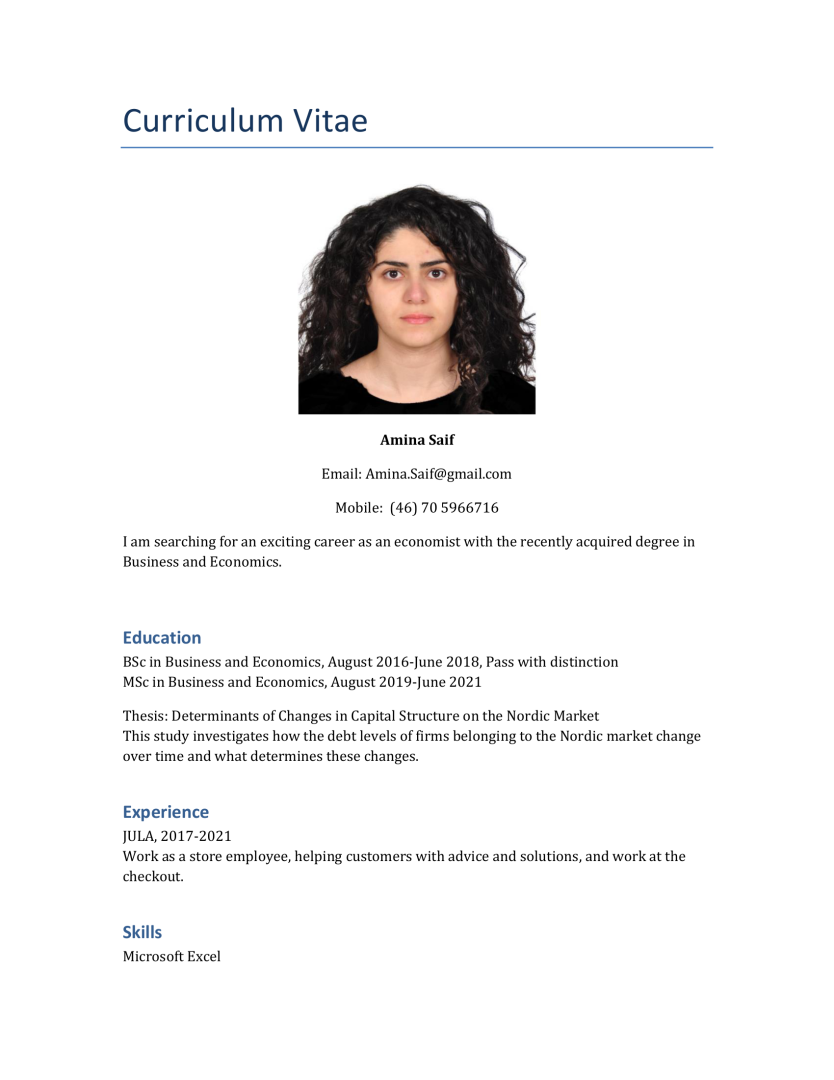 Curriculum Vitae
Amina Saif
Email: Amina.Saif@gmail.com
Mobile:  (46) 70 5966716
I am searching for an exciting career as an economist with the recently acquired degree in
Business and Economics.
Education
BSc in Business and Economics, August 2016-June 2018, Pass with distinction
MSc in Business and Economics, August 2019-June 2021
Thesis: Determinants of Changes in Capital Structure on the Nordic Market
This study investigates how the debt levels of firms belonging to the Nordic market change
over time and what determines these changes.
Experience
JULA, 2017-2021
Work as a store employee, helping customers with advice and solutions, and work at the
checkout.
Skills
Microsoft Excel